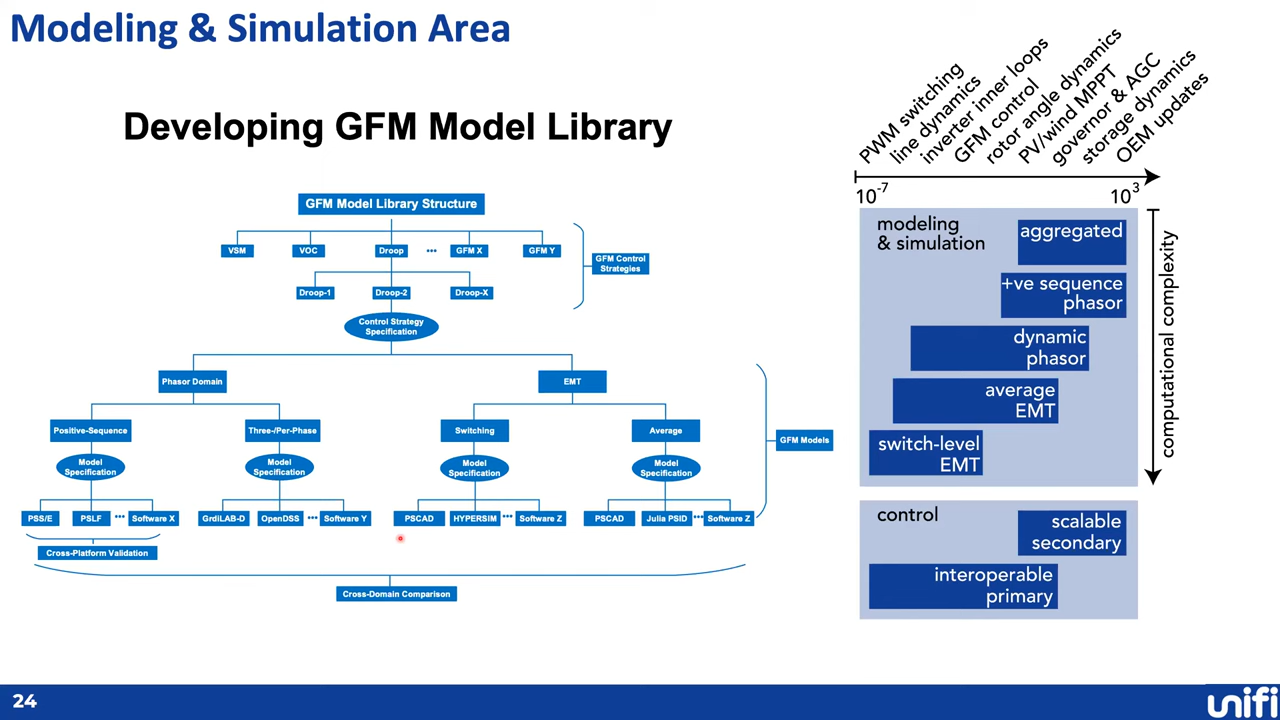 Modeling & Simulation Area
Developing GFM Model Library
GFM Model Library Structure
VSM
VOC
Droop
...
GFM X
GFM Y
GFM Control
Strategies
Droop-1
Droop-2
Droop-X
Control Strategy
Specification
Phasor Domain
EMT
Positive-Sequence
Three-/Per-Phase
Switching
Average
GFM Models
Model
Specification
Model
Specification
Model
Specification
Model
Specification
PSS/E
PSLF
...
Software X
GrdiLAB-D
OpenDSS
...
Software Y
PSCAD
HYPERSIM
...
Software Z
PSCAD
Julia PSID
...
Software Z
Cross-Platform Validation
Cross-Domain Comparison
PWM switching
line dynamics
inverter inner loops
GFM control
rotor angle dynamics
PV/wind MPPT
governor & AGC
storage dynamics
OEM updates
10⁻⁷
10³
modeling
& simulation
aggregated
+ve sequence
phasor
dynamic
phasor
average
EMT
switch-level
EMT
computational complexity
control
scalable
secondary
interoperable
primary
24
unifi